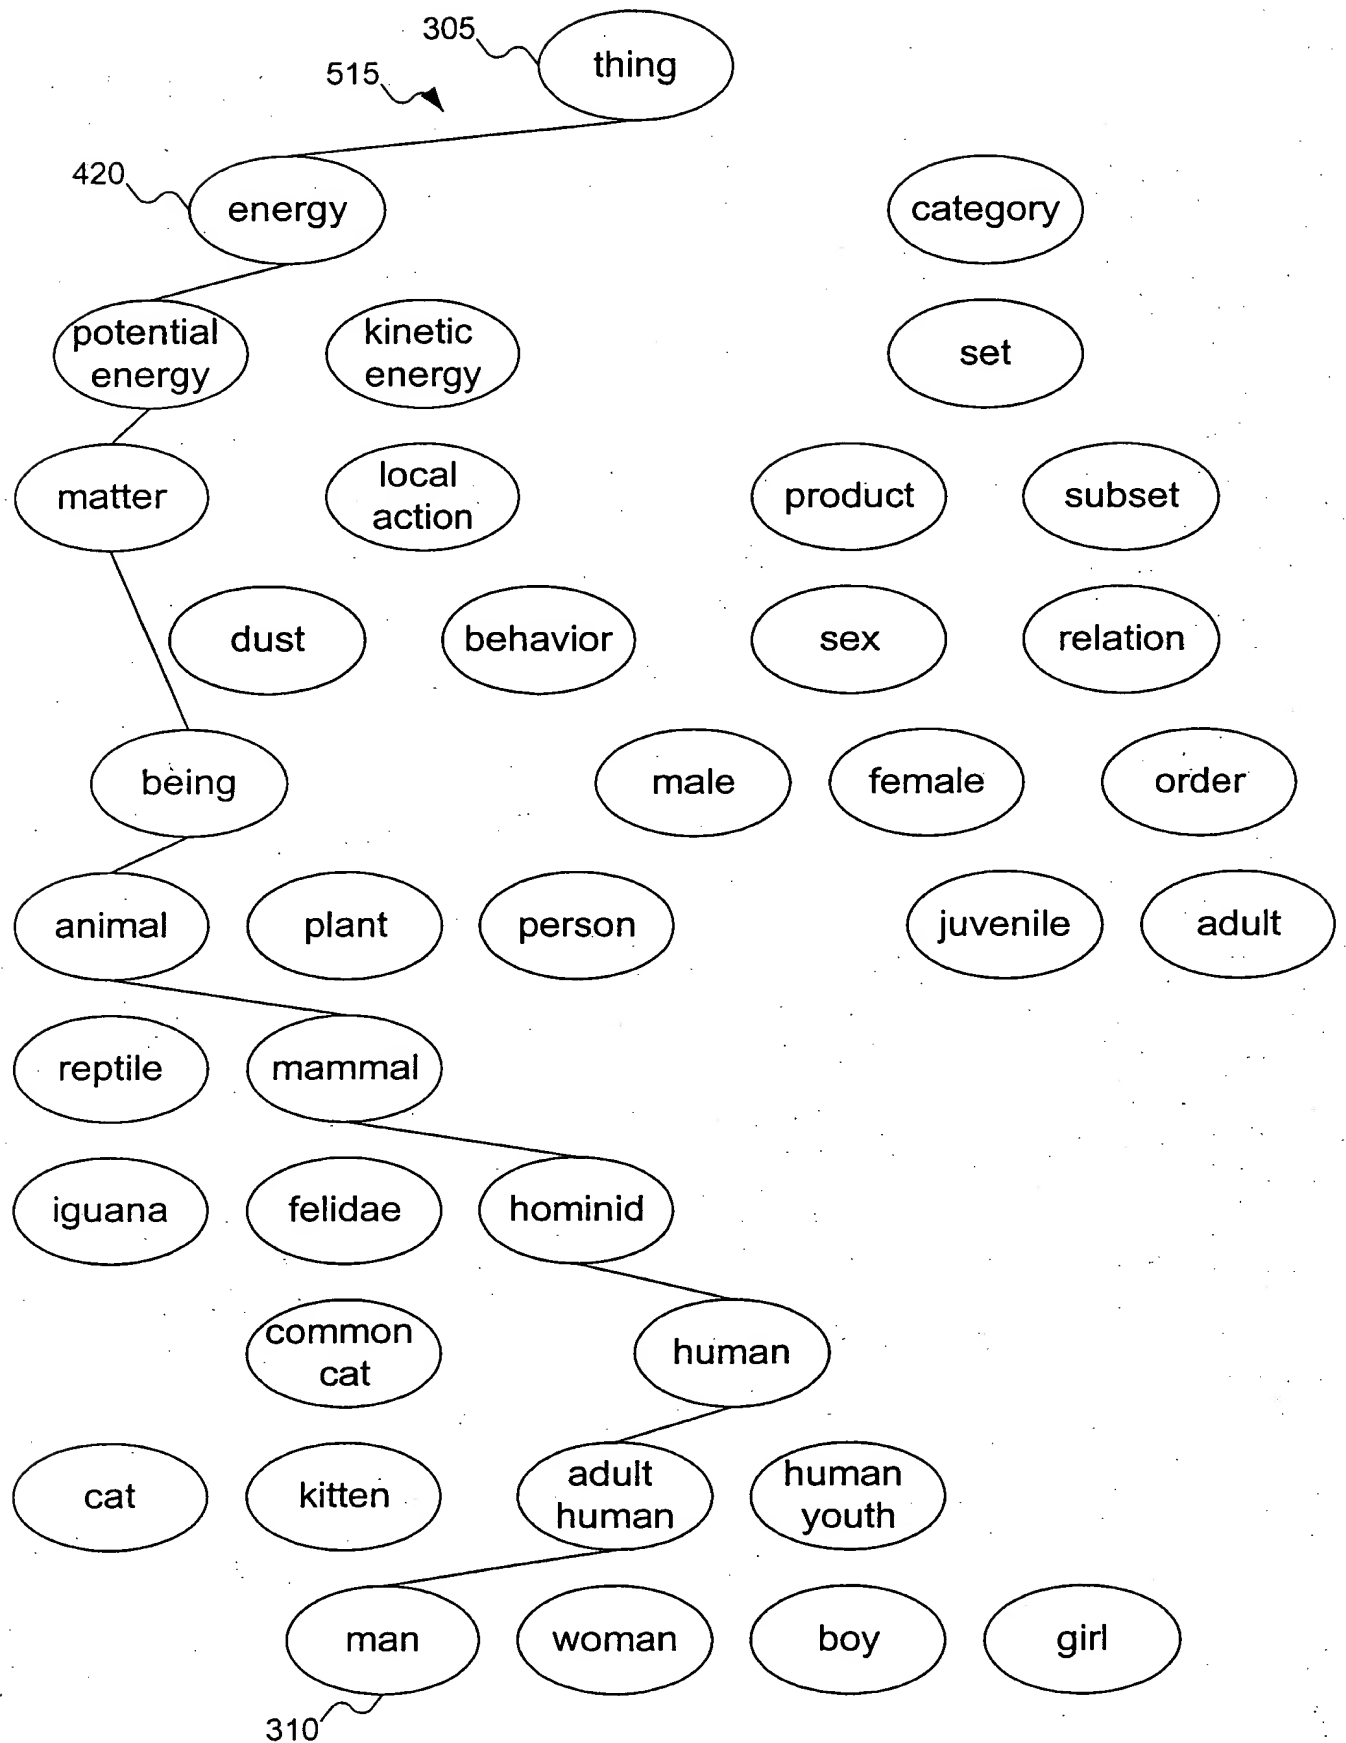 305
thing
515
420
energy
category
potential
energy
kinetic
energy
set
matter
local
action
product
subset
dust
behavior
sex
relation
being
male
female
order
animal
plant
person
juvenile
adult
reptile
mammal
iguana
felidae
hominid
common
cat
human
cat
kitten
adult
human
human
youth
man
woman
boy
girl
310